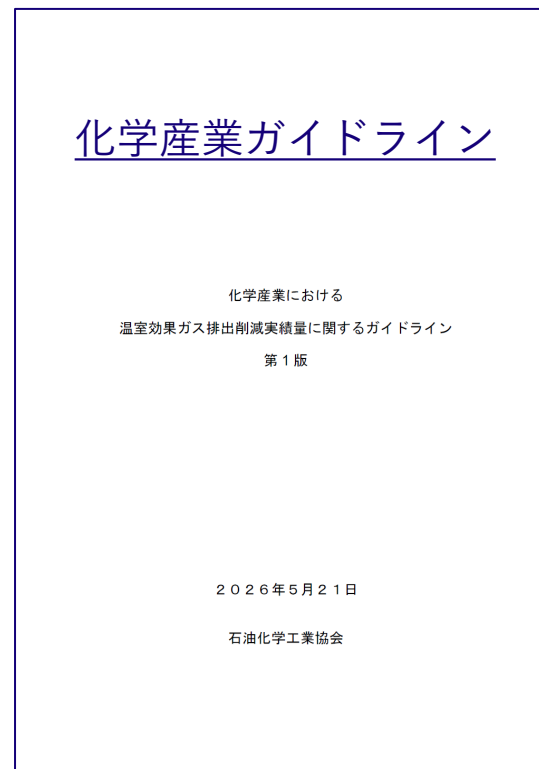 化学産業ガイドライン
化学産業における
温室効果ガス排出削減実績量に関するガイドライン
第1版
２０２６年５月２１日
石油化学工業協会